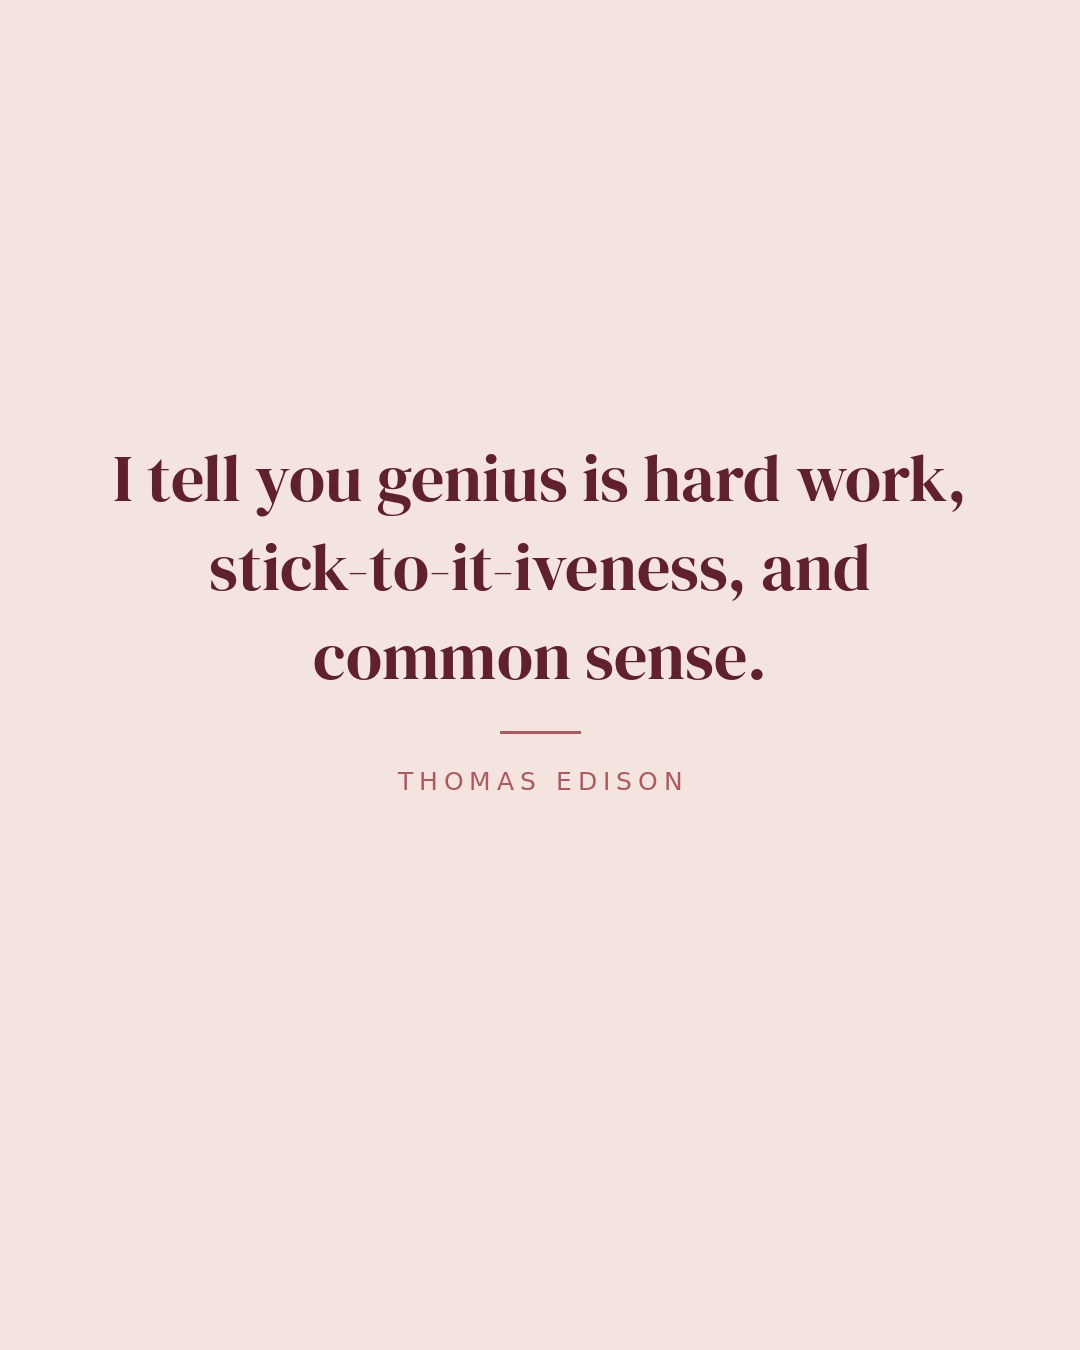 I tell you genius is hard work,
stick-to-it-iveness, and
common sense.
THOMAS EDISON